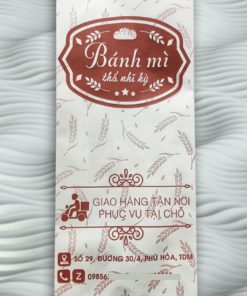 Bánh mì
thổ nhĩ kỳ
GIAO HÀNG TẬN NƠI
PHỤC VỤ TẠI CHỖ
SỐ 29, ĐƯỜNG 30/4, PHÚ HÒA, TDM
Z 09856